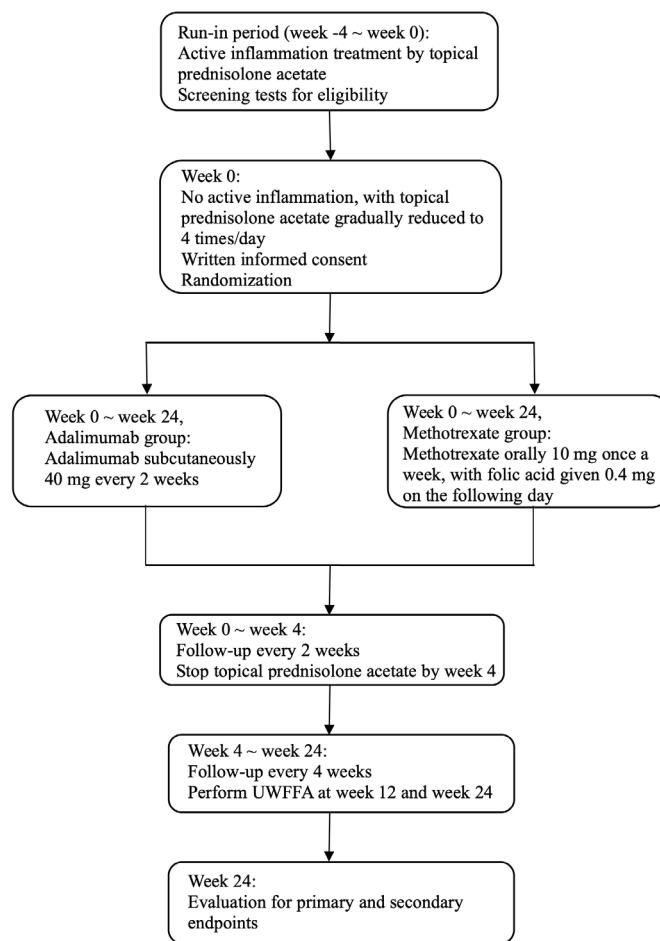 Run-in period (week -4 ~ week 0):
Active inflammation treatment by topical
prednisolone acetate
Screening tests for eligibility
Week 0:
No active inflammation, with topical
prednisolone acetate gradually reduced to
4 times/day
Written informed consent
Randomization
Week 0 ~ week 24,
Adalimumab group:
Adalimumab subcutaneously
40 mg every 2 weeks
Week 0 ~ week 24,
Methotrexate group:
Methotrexate orally 10 mg once a
week, with folic acid given 0.4 mg
on the following day
Week 0 ~ week 4:
Follow-up every 2 weeks
Stop topical prednisolone acetate by week 4
Week 4 ~ week 24:
Follow-up every 4 weeks
Perform UWFFA at week 12 and week 24
Week 24:
Evaluation for primary and secondary
endpoints